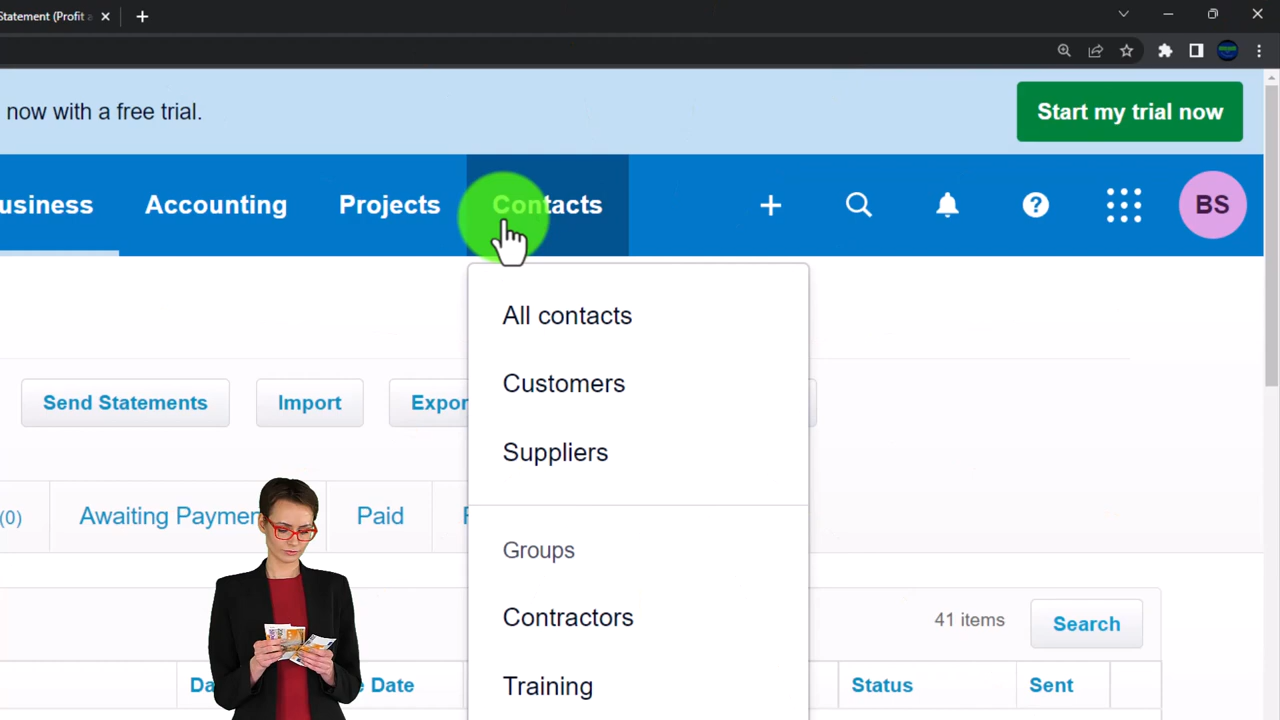 Statement (Profit a
now with a free trial.
Start my trial now
usiness
Accounting
Projects
Contacts
BS
All contacts
Customers
Suppliers
Groups
Contractors
Training
Send Statements
Import
Expor
(0)
Awaiting Paymen
Paid
41 items
Search
Da
e Date
Status
Sent